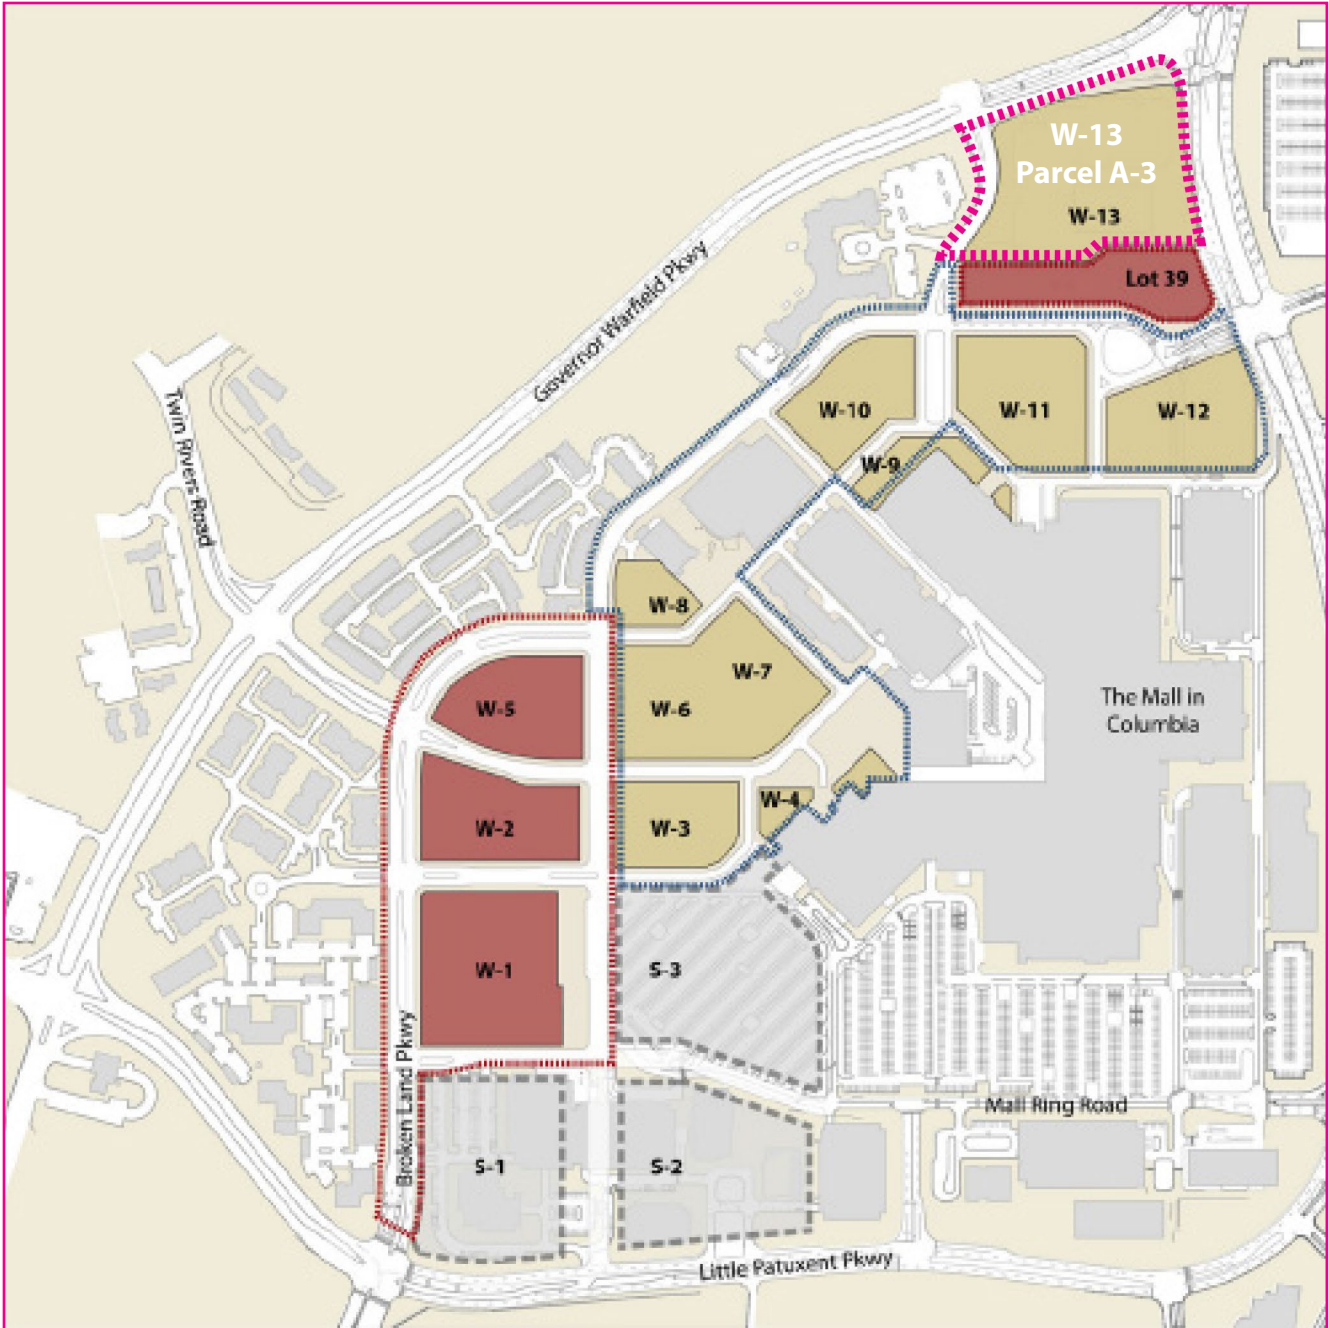 W-13
Parcel A-3
W-13
Lot 39
Governor Warfield Pkwy
Twin Rivers Road
W-10
W-11
W-12
W-9
W-8
W-7
W-5
W-6
The Mall in
Columbia
W-4
W-2
W-3
W-1
S-3
Broken Land Pkwy
Mall Ring Road
S-1
S-2
Little Patuxent Pkwy